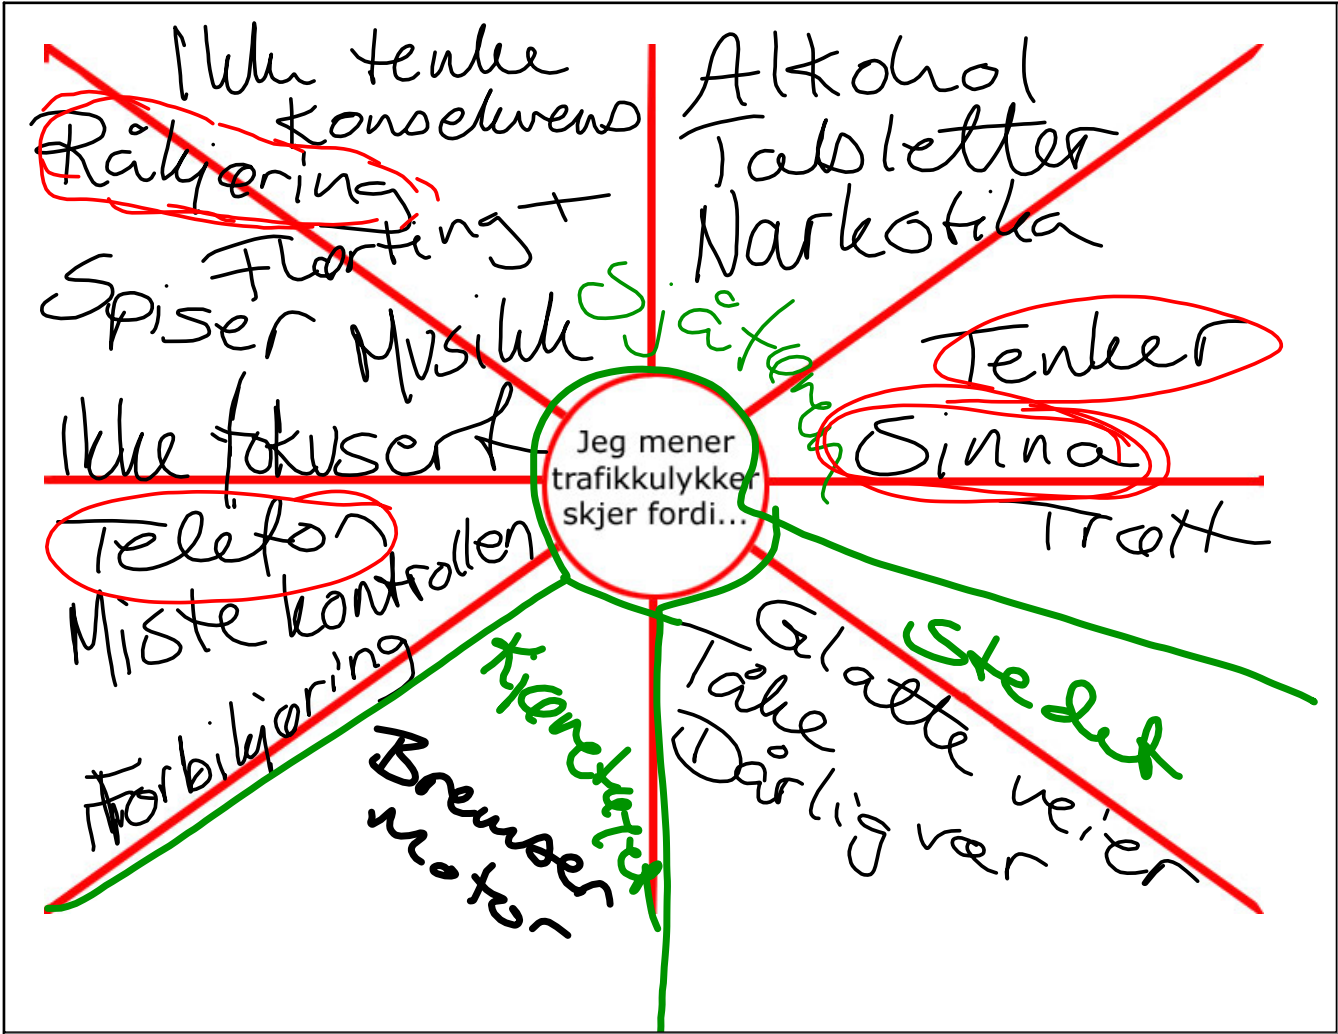 Ikke tenke
konsekvens
Råkjøring
Flørting +
Spiser
Musikk
Ikke fokusert
Telefon
Miste kontrollen
Forbikjøring
Alkohol
Tabletter
Narkotika
Sjåføren
Tenker
Sinna
Trøtt
Jeg mener
trafikkulykker
skjer fordi...
Stedet
Glatte veier
Tåke
Dårlig vær
Kjøretøyet
Bremser
motor